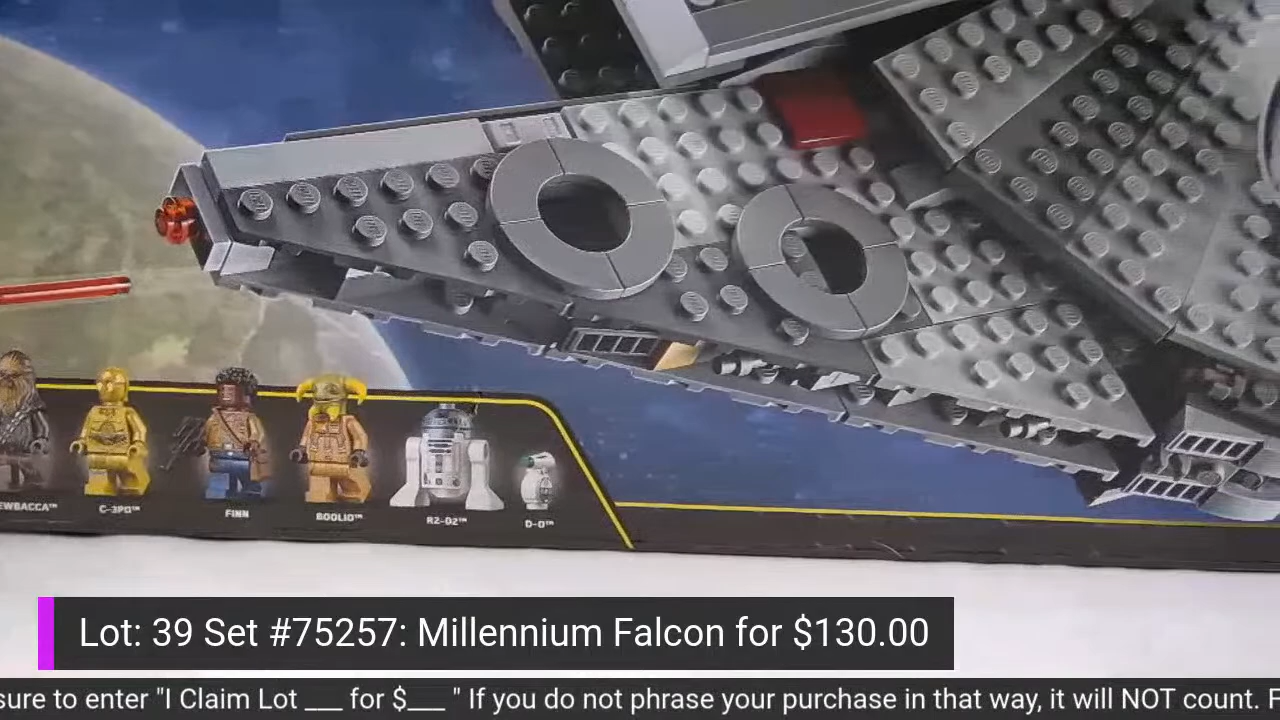 EWBACCA™ C-3PO™ FINN BOOLIO™ R2-D2™ D-O™
Lot: 39 Set #75257: Millennium Falcon for $130.00
sure to enter "I Claim Lot ___ for $___ " If you do not phrase your purchase in that way, it will NOT count. F